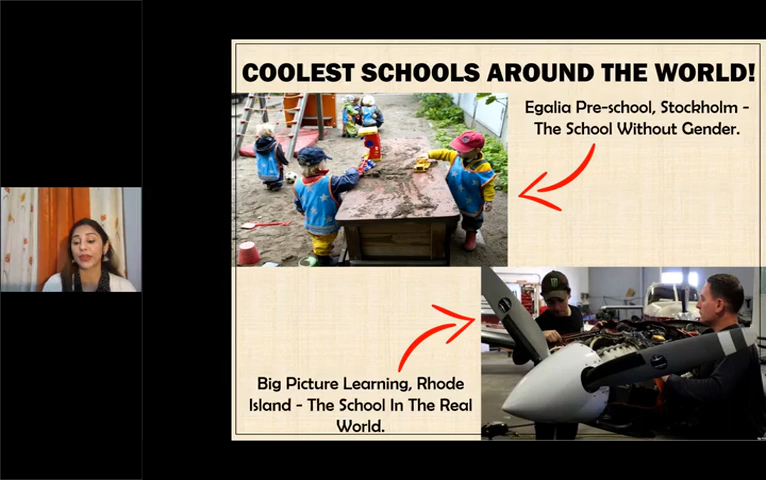 COOLEST SCHOOLS AROUND THE WORLD!
Egalia Pre-school, Stockholm -
The School Without Gender.
Big Picture Learning, Rhode
Island - The School In The Real
World.